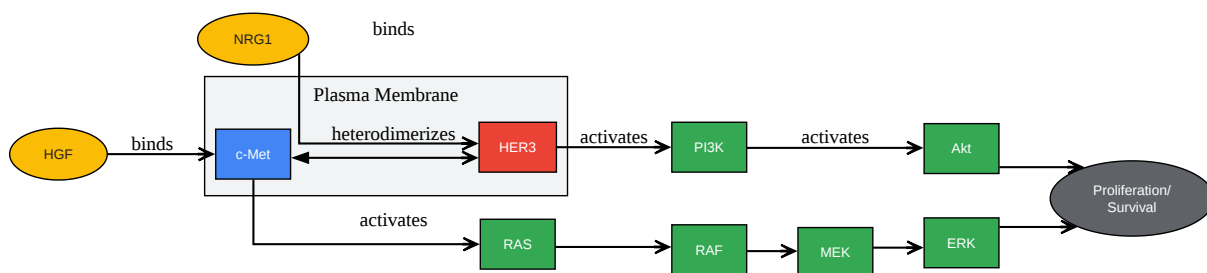 NRG1
binds
Plasma Membrane
HGF
binds
c-Met
heterodimerizes
HER3
activates
PI3K
activates
Akt
Proliferation/
Survival
activates
RAS
RAF
MEK
ERK